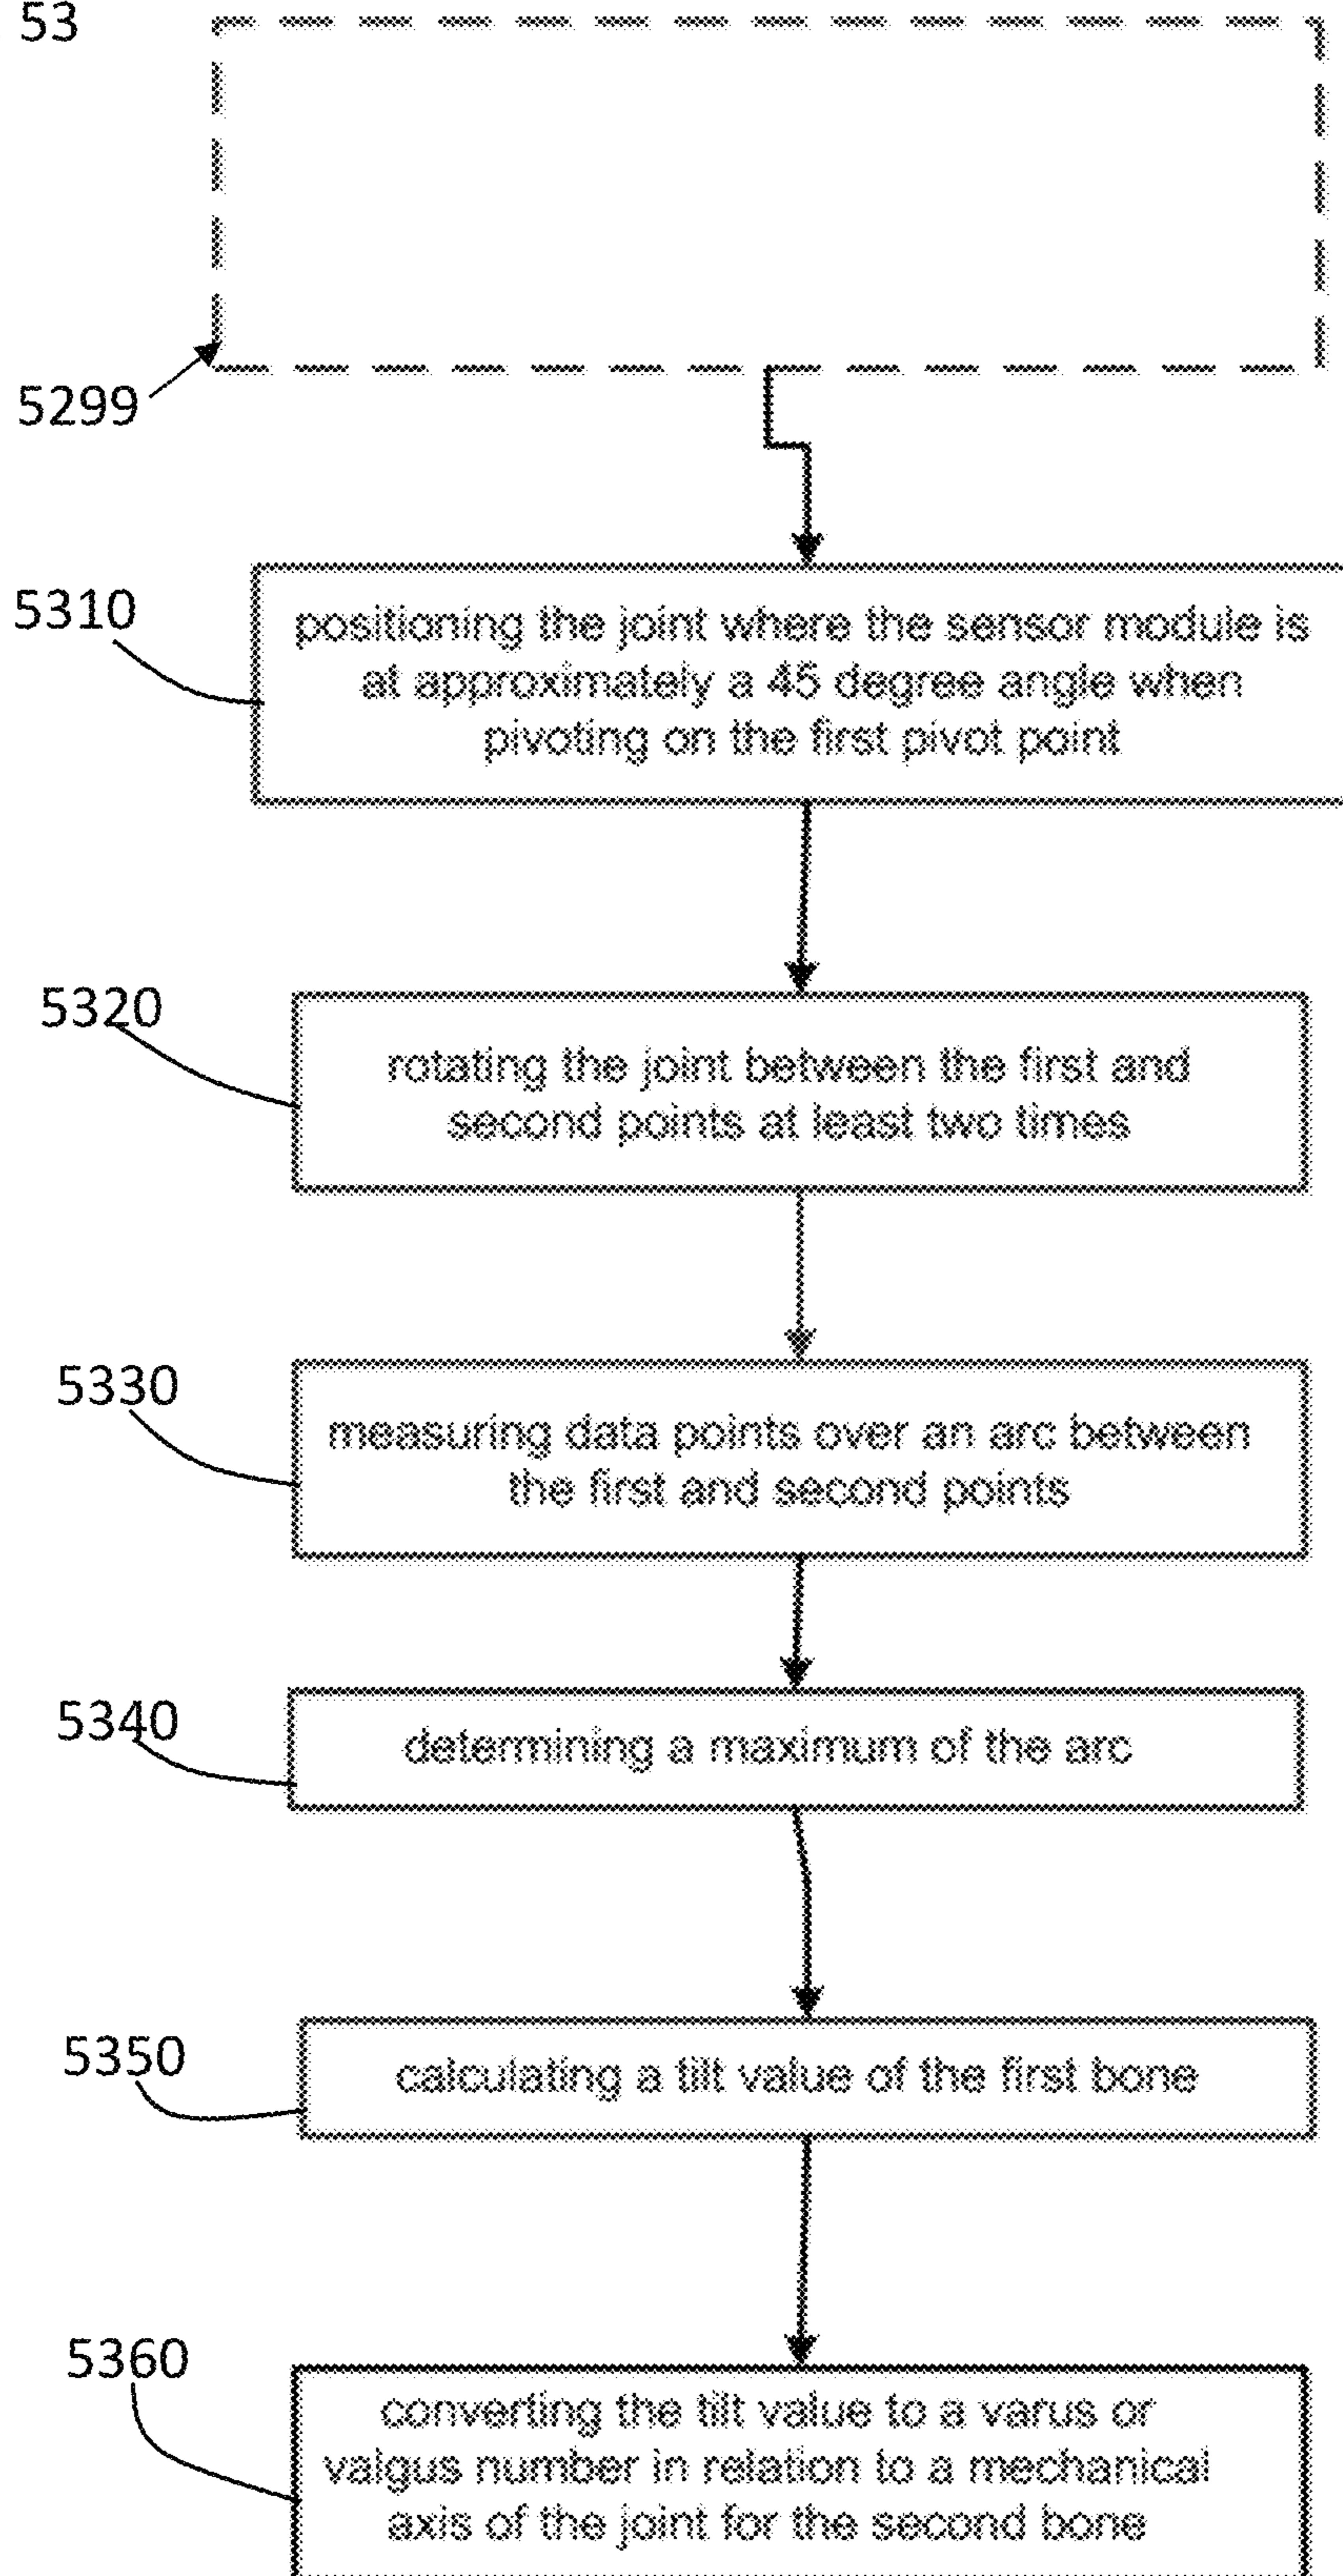 53
5299
5310
positioning the joint where the sensor module is
at approximately a 45 degree angle when
pivoting on the first pivot point
5320
rotating the joint between the first and
second points at least two times
5330
measuring data points over an arc between
the first and second points
5340
determining a maximum of the arc
5350
calculating a tilt value of the first bone
5360
converting the tilt value to a varus or
valgus number in relation to a mechanical
axis of the joint for the second bone